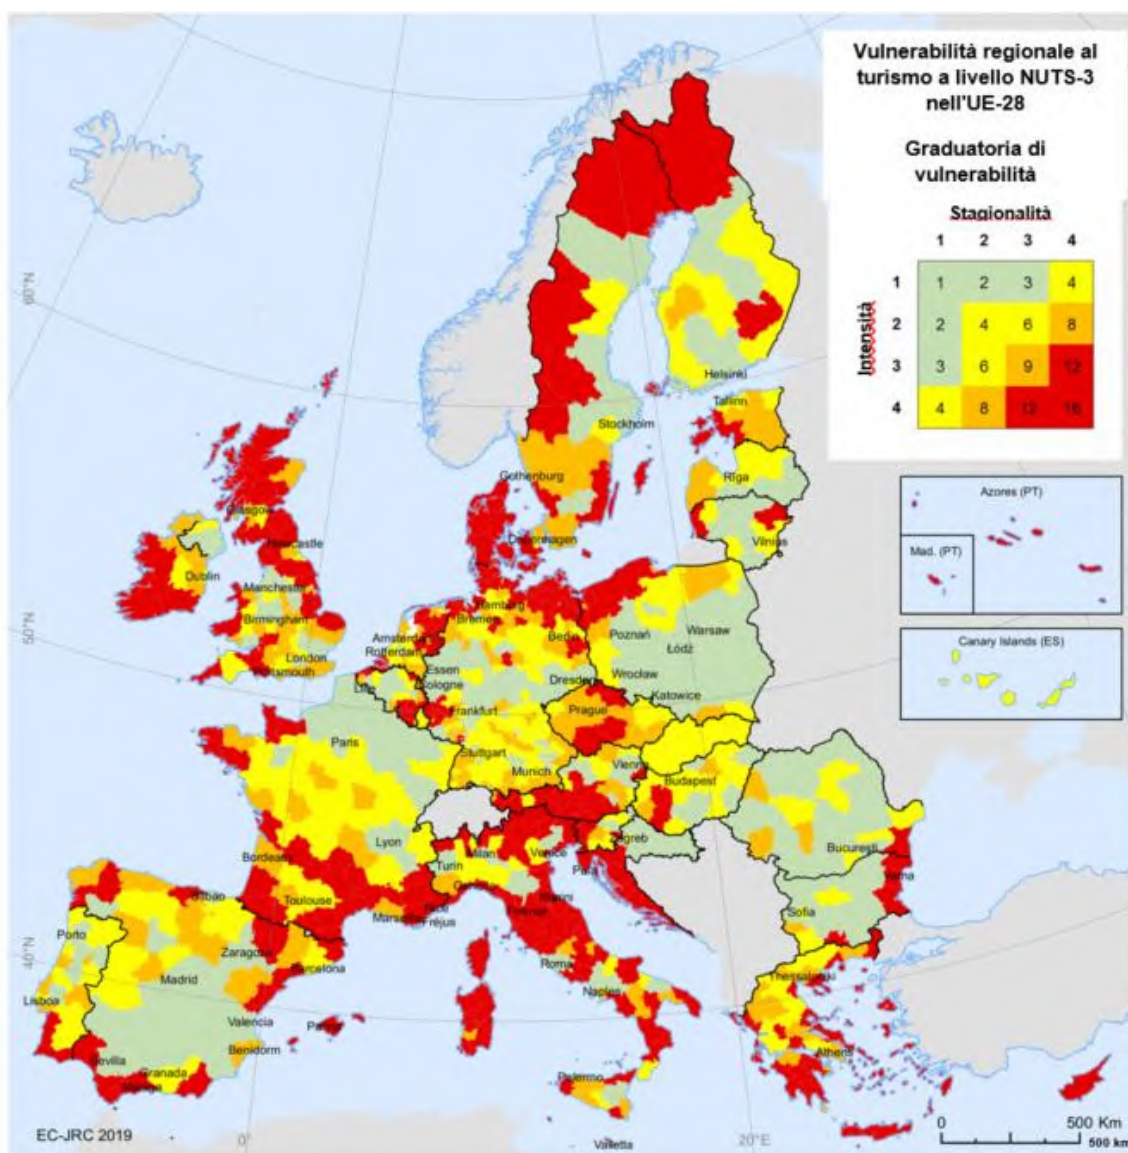 Vulnerabilità regionale al
turismo a livello NUTS-3
nell'UE-28
Graduatoria di
vulnerabilità
Stagionalità
1 2 3 4
Intensità
1 1 2 3 4
2 2 4 6 8
3 3 6 9 12
4 4 8 12 16
Azores (PT)
Mad. (PT)
Canary Islands (ES)
60°N
50°N
40°N
Helsinki
Tallinn
Stockholm
Gothenburg
Rīga
Glasgow
Copenhagen
Vilnius
Newcastle
Dublin
Manchester
Hamburg
Bremen
Birmingham
Berlin
Poznań
Warsaw
Łódź
London
Portsmouth
Rotterdam
Essen
Cologne
Dresden
Wrocław
Katowice
Lille
Frankfurt
Prague
Paris
Stuttgart
Munich
Vienna
Budapest
Lyon
Zagreb
Turin
Milan
Venice
Bordeaux
Bucuresti
Pula
Varna
Rimini
Toulouse
Bilbao
Marseille
Fréjus
Sofia
Porto
Zaragoza
Barcelona
Roma
Madrid
Naples
Thessaloniki
Lisboa
Valencia
Benidorm
Athens
Sevilla
Granada
Palermo
Valletta
EC-JRC 2019
0°
20°E
0 500 Km
500 km